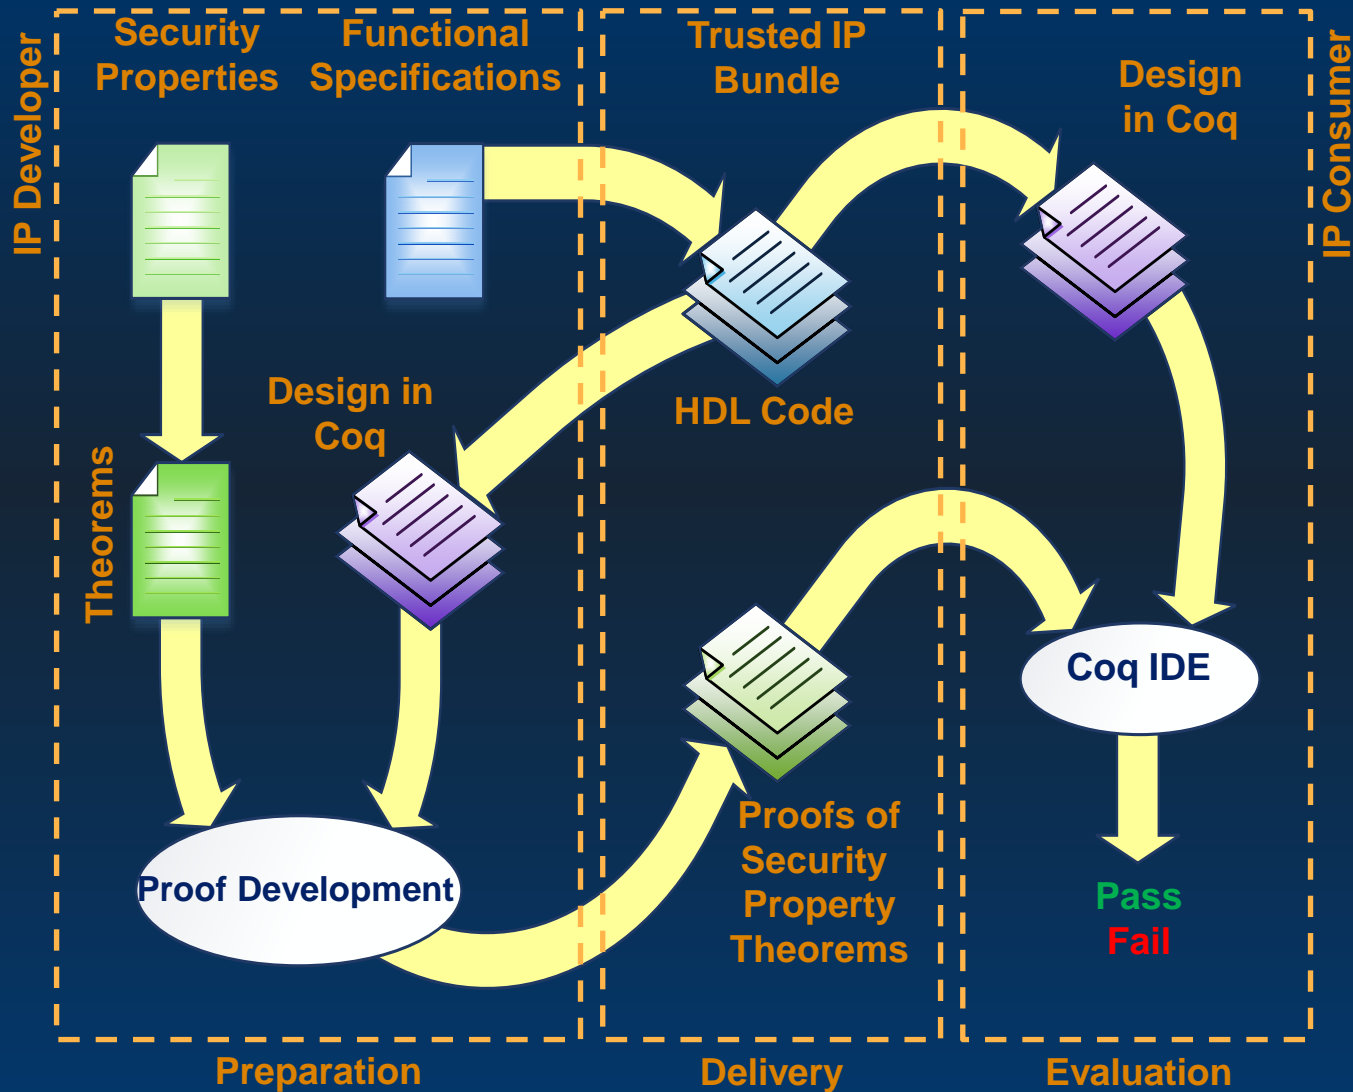 IP Developer
Security
Properties
Functional
Specifications
Trusted IP
Bundle
Design
in Coq
IP Consumer
Design in
Coq
HDL Code
Theorems
Coq IDE
Proof Development
Proofs of
Security
Property
Theorems
Pass
Fail
Preparation
Delivery
Evaluation